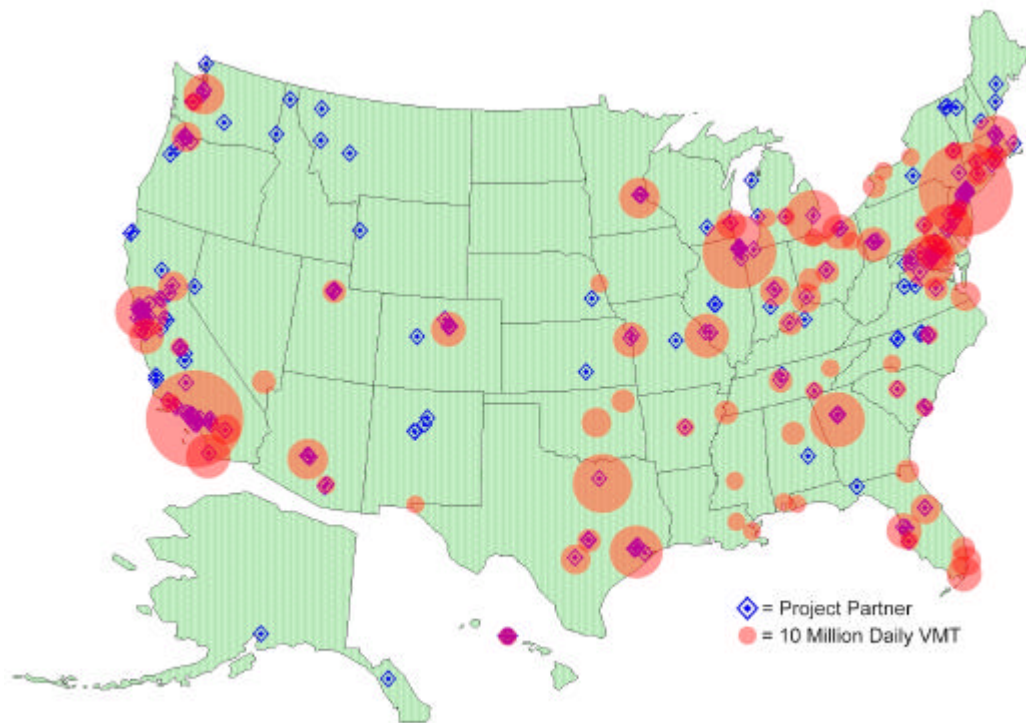 = Project Partner
= 10 Million Daily VMT